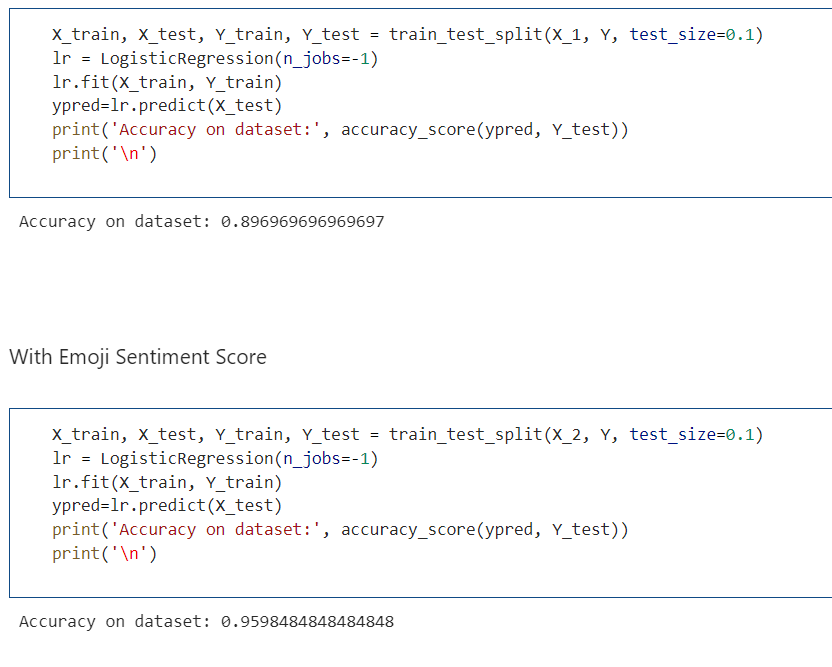 X_train, X_test, Y_train, Y_test = train_test_split(X_1, Y, test_size=0.1)
lr = LogisticRegression(n_jobs=-1)
lr.fit(X_train, Y_train)
ypred=lr.predict(X_test)
print('Accuracy on dataset:', accuracy_score(ypred, Y_test))
print('\n')
Accuracy on dataset: 0.896969696969697
With Emoji Sentiment Score
X_train, X_test, Y_train, Y_test = train_test_split(X_2, Y, test_size=0.1)
lr = LogisticRegression(n_jobs=-1)
lr.fit(X_train, Y_train)
ypred=lr.predict(X_test)
print('Accuracy on dataset:', accuracy_score(ypred, Y_test))
print('\n')
Accuracy on dataset: 0.9598484848484848